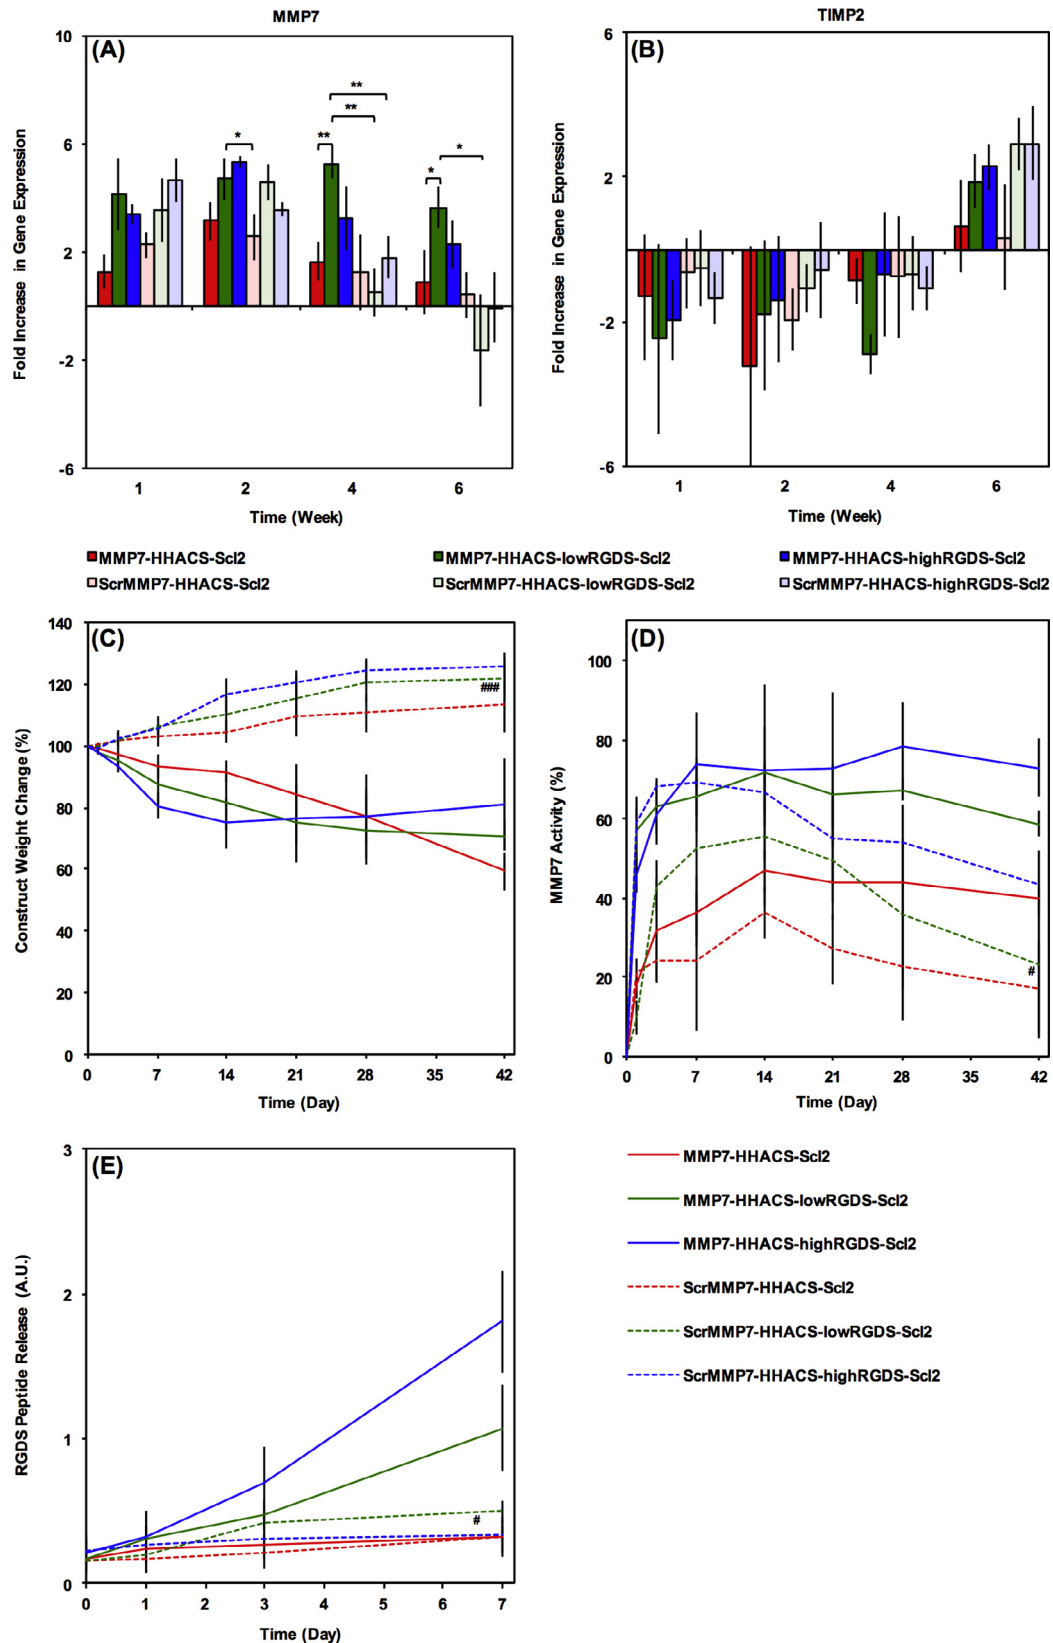 MMP7
(A)
Fold Increase in Gene Expression
10
6
2
-2
-6
**
**
*
**
*
*
1 2 4 6
Time (Week)
TIMP2
(B)
Fold Increase in Gene Expression
6
2
-2
-6
1 2 4 6
Time (Week)
MMP7-HHACS-Scl2 MMP7-HHACS-lowRGDS-Scl2 MMP7-HHACS-highRGDS-Scl2
ScrMMP7-HHACS-Scl2 ScrMMP7-HHACS-lowRGDS-Scl2 ScrMMP7-HHACS-highRGDS-Scl2
(C)
Construct Weight Change (%)
140
120
100
80
60
40
20
0
###
0 7 14 21 28 35 42
Time (Day)
(D)
MMP7 Activity (%)
100
80
60
40
20
0
#
0 7 14 21 28 35 42
Time (Day)
(E)
RGDS Peptide Release (A.U.)
3
2
1
0
#
0 1 2 3 4 5 6 7
Time (Day)
MMP7-HHACS-Scl2
MMP7-HHACS-lowRGDS-Scl2
MMP7-HHACS-highRGDS-Scl2
ScrMMP7-HHACS-Scl2
ScrMMP7-HHACS-lowRGDS-Scl2
ScrMMP7-HHACS-highRGDS-Scl2